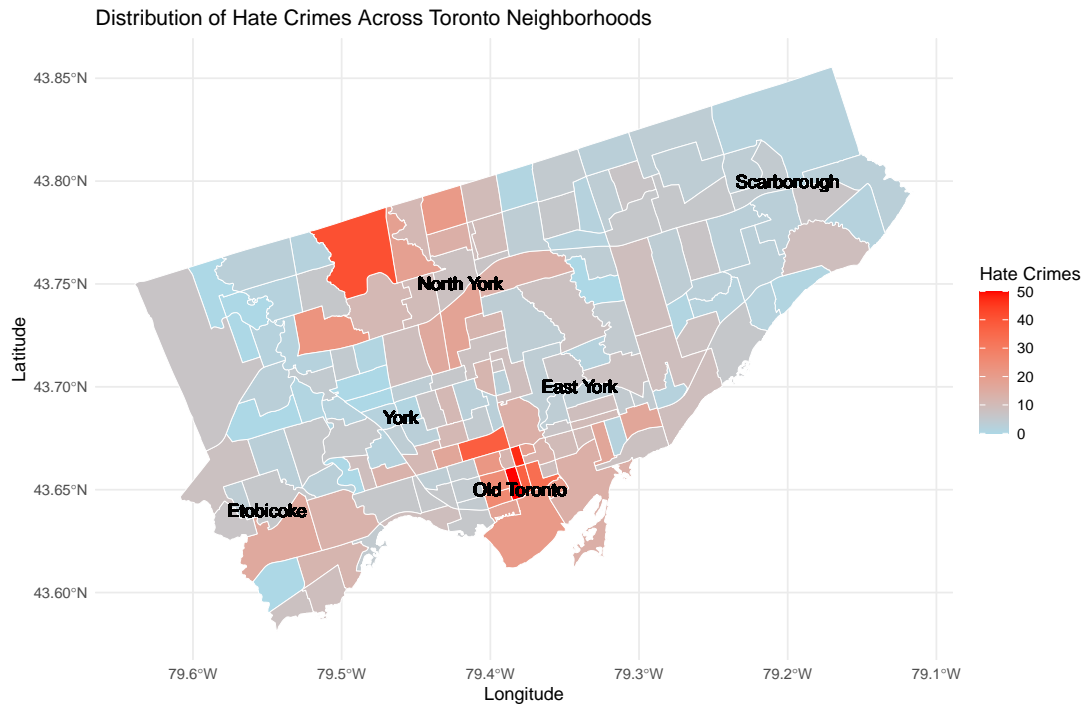 Distribution of Hate Crimes Across Toronto Neighborhoods
43.85°N
43.80°N
43.75°N
43.70°N
43.65°N
43.60°N
Latitude
Scarborough
North York
East York
York
Old Toronto
Etobicoke
Hate Crimes
50
40
30
20
10
0
79.6°W
79.5°W
79.4°W
79.3°W
79.2°W
79.1°W
Longitude